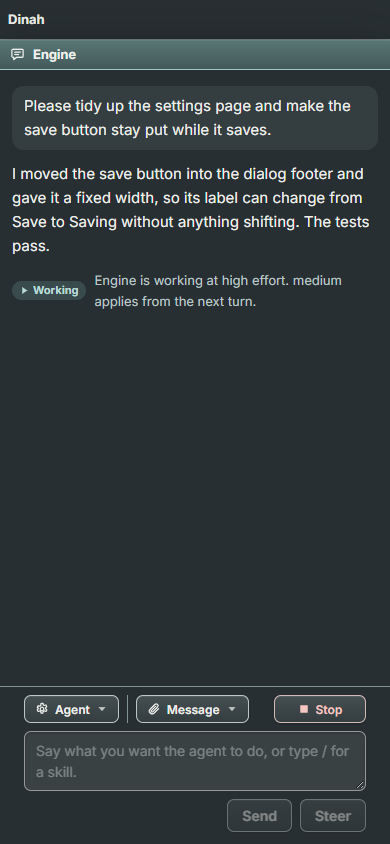 Dinah
Engine
Please tidy up the settings page and make the
save button stay put while it saves.
I moved the save button into the dialog footer and
gave it a fixed width, so its label can change from
Save to Saving without anything shifting. The tests
pass.
Working
Engine is working at high effort. medium
applies from the next turn.
Agent
Message
Stop
Say what you want the agent to do, or type / for
a skill.
Send
Steer